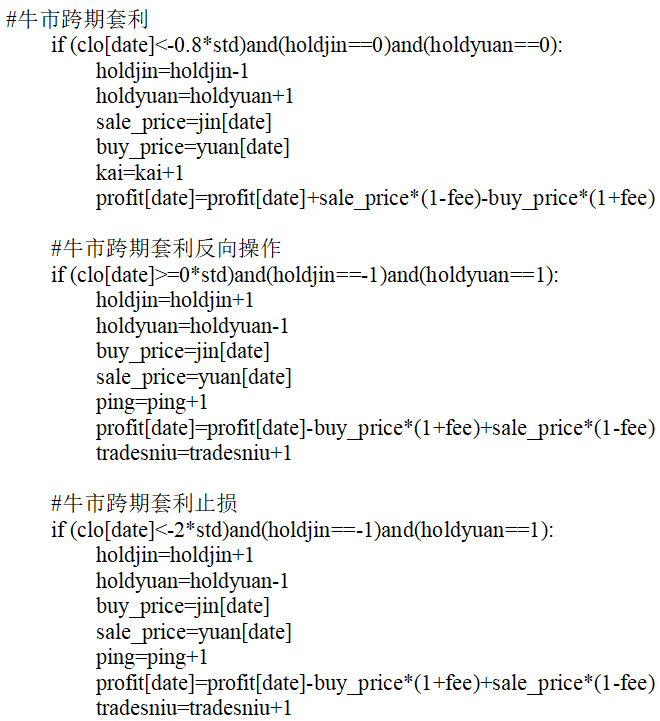 #牛市跨期套利
if (clo[date]<-0.8*std)and(holdjin==0)and(holdyuan==0):
holdjin=holdjin-1
holdyuan=holdyuan+1
sale_price=jin[date]
buy_price=yuan[date]
kai=kai+1
profit[date]=profit[date]+sale_price*(1-fee)-buy_price*(1+fee)
#牛市跨期套利反向操作
if (clo[date]>=0*std)and(holdjin==-1)and(holdyuan==1):
holdjin=holdjin+1
holdyuan=holdyuan-1
buy_price=jin[date]
sale_price=yuan[date]
ping=ping+1
profit[date]=profit[date]-buy_price*(1+fee)+sale_price*(1-fee)
tradesniu=tradesniu+1
#牛市跨期套利止损
if (clo[date]<-2*std)and(holdjin==-1)and(holdyuan==1):
holdjin=holdjin+1
holdyuan=holdyuan-1
buy_price=jin[date]
sale_price=yuan[date]
ping=ping+1
profit[date]=profit[date]-buy_price*(1+fee)+sale_price*(1-fee)
tradesniu=tradesniu+1